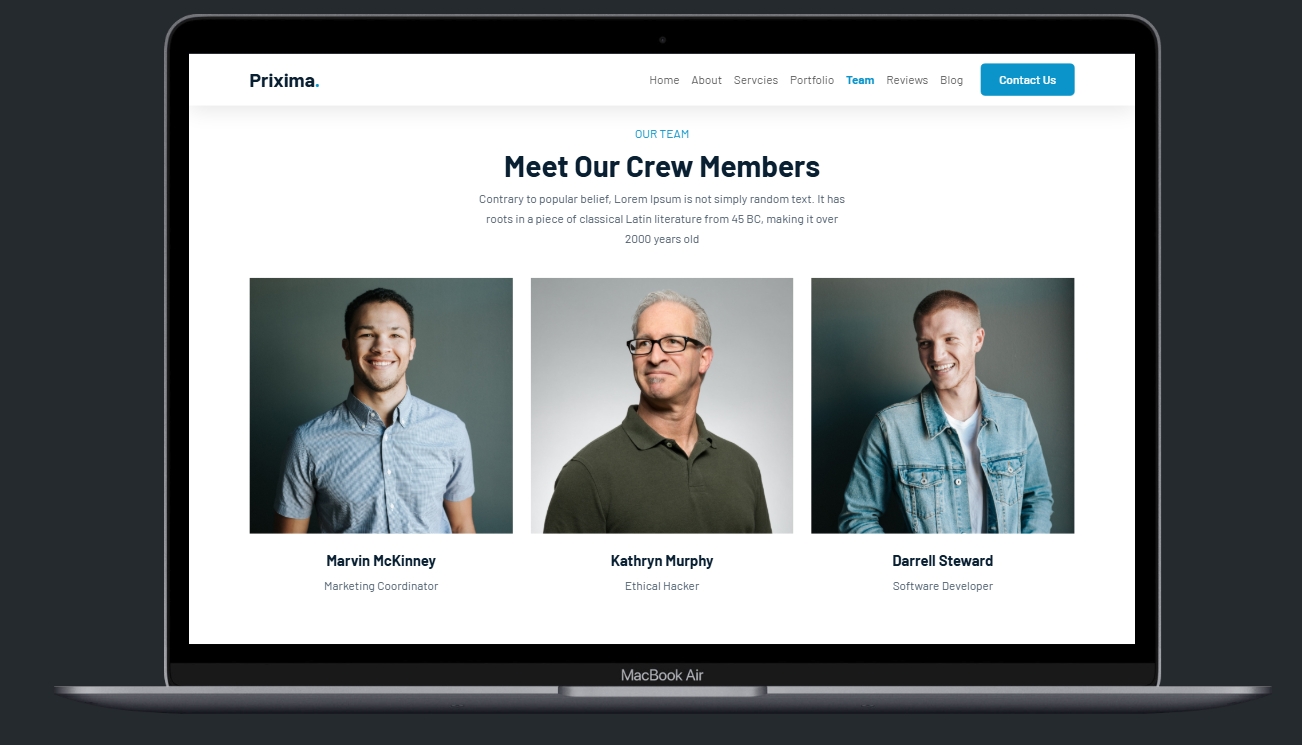 Prixima.
Home About Servcies Portfolio Team Reviews Blog Contact Us
OUR TEAM
Meet Our Crew Members
Contrary to popular belief, Lorem Ipsum is not simply random text. It has
roots in a piece of classical Latin literature from 45 BC, making it over
2000 years old
Marvin McKinney
Kathryn Murphy
Darrell Steward
Marketing Coordinator
Ethical Hacker
Software Developer
MacBook Air